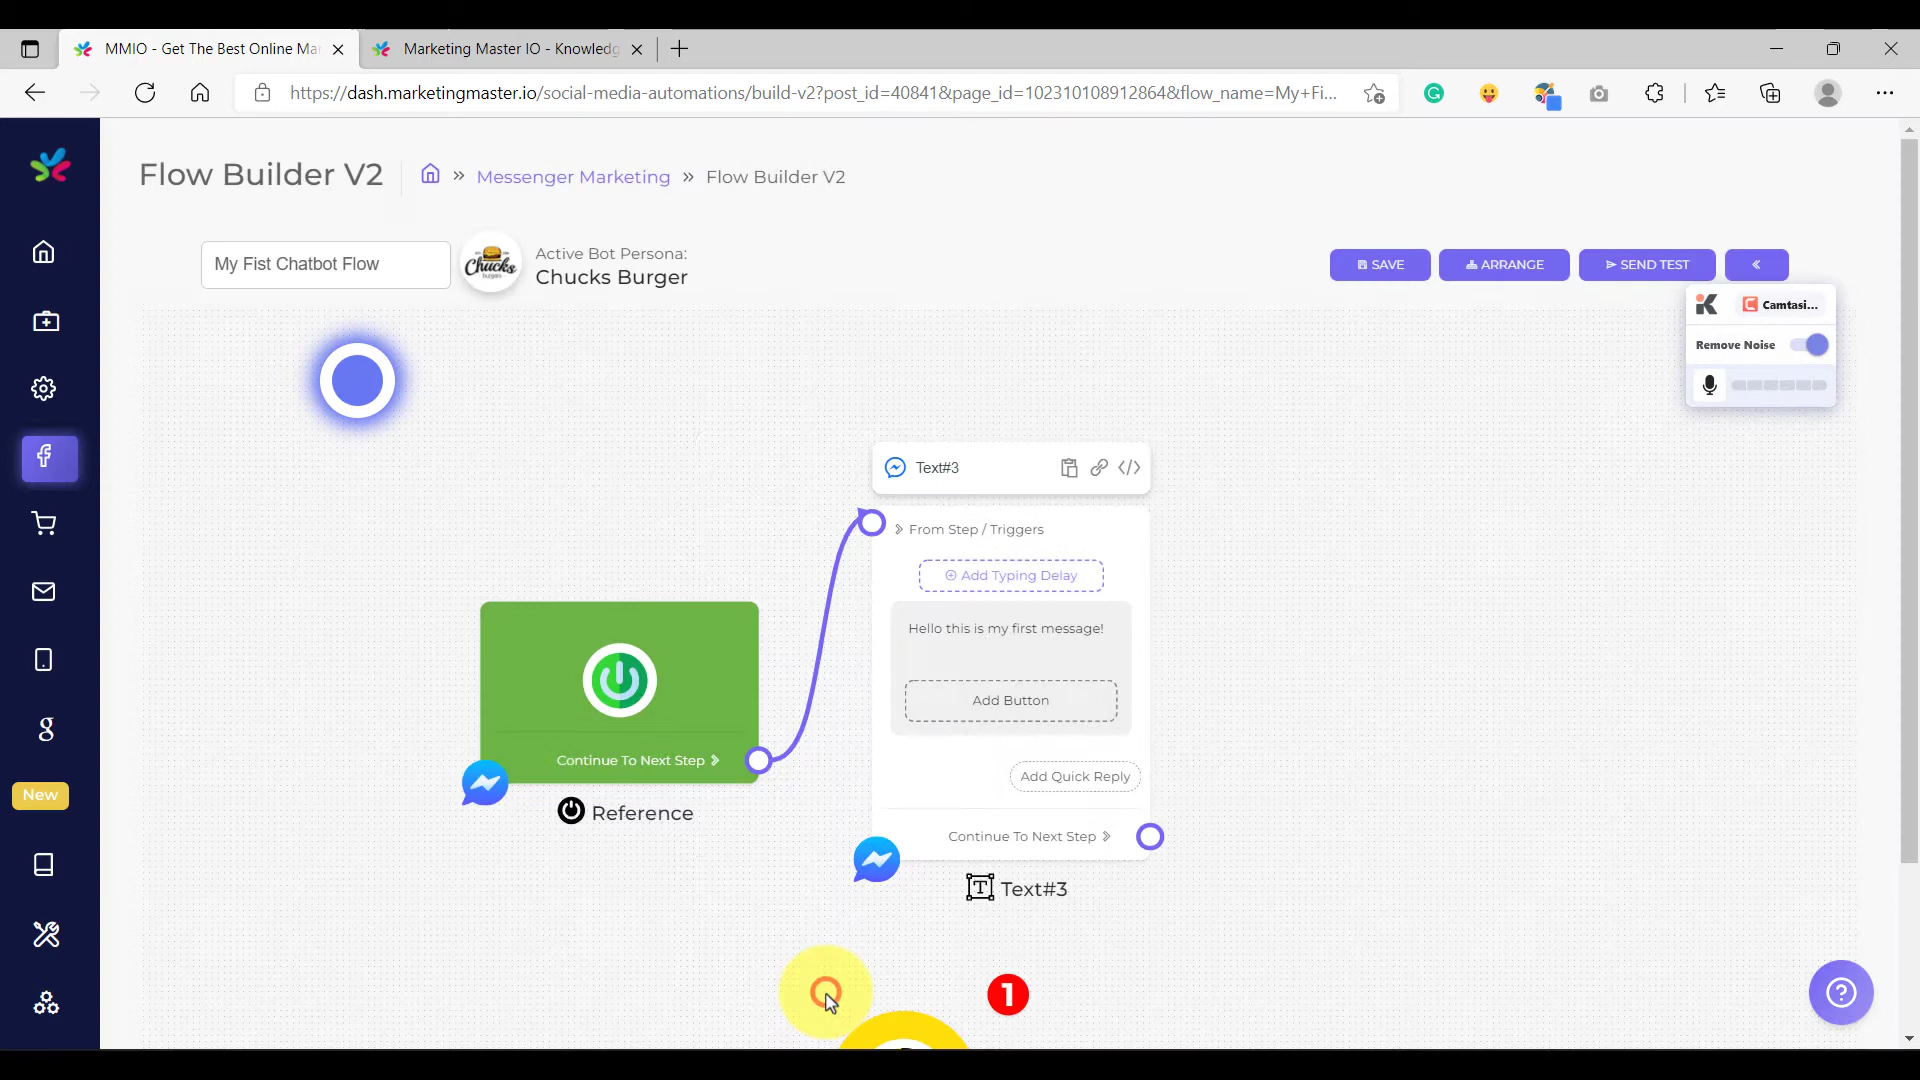 MMIO - Get The Best Online Mar
Marketing Master IO - Knowledg
https://dash.marketingmaster.io/social-media-automations/build-v2?post_id=40841&page_id=102310108912864&flow_name=My+Fi...
Flow Builder V2
» Messenger Marketing » Flow Builder V2
My Fist Chatbot Flow
Chucks
burgers
Active Bot Persona:
Chucks Burger
SAVE
ARRANGE
SEND TEST
Camtasi...
Remove Noise
Text#3
From Step / Triggers
Add Typing Delay
Hello this is my first message!
Add Button
Add Quick Reply
Continue To Next Step
Text#3
Continue To Next Step
Reference
New
1